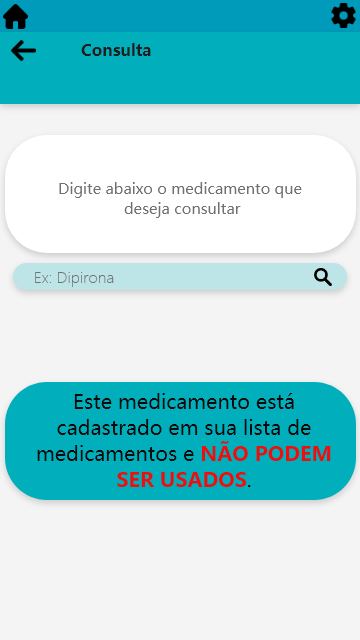 Consulta
Digite abaixo o medicamento que
deseja consultar
Ex: Dipirona
Este medicamento está
cadastrado em sua lista de
medicamentos e NÃO PODEM
SER USADOS.